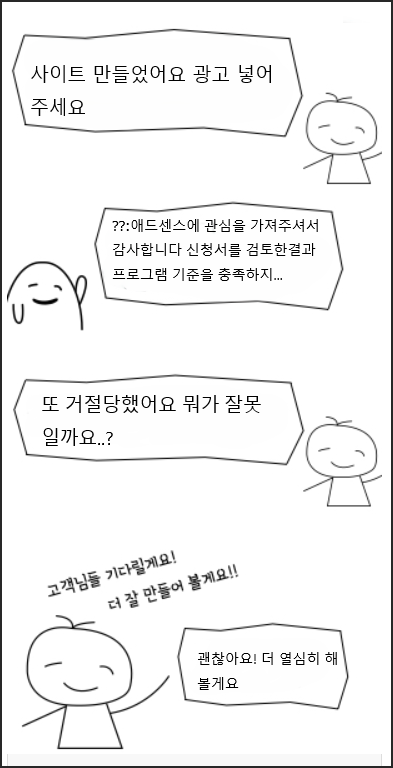 사이트 만들었어요 광고 넣어
주세요
??:애드센스에 관심을 가져주셔서
감사합니다 신청서를 검토한결과
프로그램 기준을 충족하지...
또 거절당했어요 뭐가 잘못
일까요..?
고객님들 기다릴게요!
더 잘 만들어 볼게요!!
괜찮아요! 더 열심히 해
볼게요